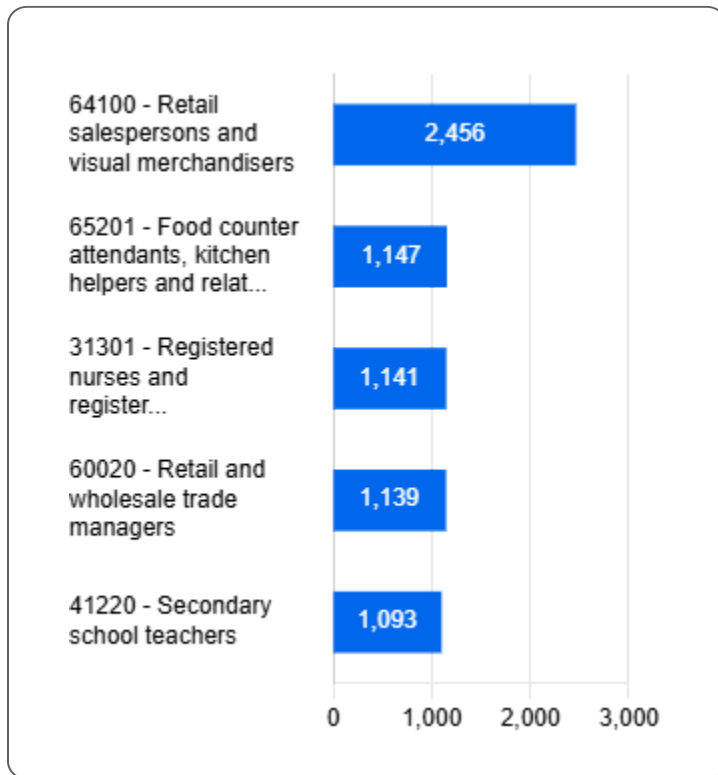 64100 - Retail
salespersons and
visual merchandisers
2,456
65201 - Food counter
attendants, kitchen
helpers and relat...
1,147
31301 - Registered
nurses and
register...
1,141
60020 - Retail and
wholesale trade
managers
1,139
41220 - Secondary
school teachers
1,093
0 1,000 2,000 3,000